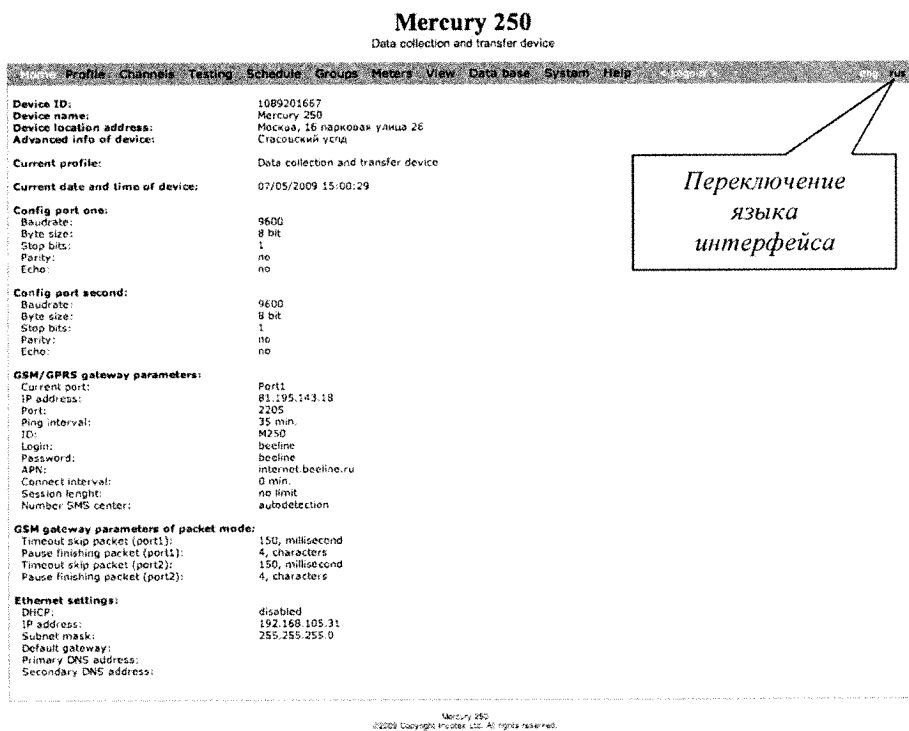 Mercury 250
Data collection and transfer device
Home Profile Channels Testing Schedule Groups Meters View Data base System Help < Logout > eng rus
Device ID: 1089201667
Device name: Mercury 250
Device location address: Москва, 16 парковая улица 26
Advanced info of device: Стасовский успд
Current profile: Data collection and transfer device
Current date and time of device: 07/05/2009 15:00:29
Переключение
языка
интерфейса
Config port one:
Baudrate: 9600
Byte size: 8 bit
Stop bits: 1
Parity: no
Echo: no
Config port second:
Baudrate: 9600
Byte size: 8 bit
Stop bits: 1
Parity: no
Echo: no
GSM/GPRS gateway parameters:
Current port: Port1
IP address: 81.195.143.18
Port: 2205
Ping interval: 35 min.
ID: M250
Login: beeline
Password: beeline
APN: internet.beeline.ru
Connect interval: 0 min.
Session lenght: no limit
Number SMS center: autodetection
GSM gateway parameters of packet mode:
Timeout skip packet (port1): 150, millisecond
Pause finishing packet (port1): 4, characters
Timeout skip packet (port2): 150, millisecond
Pause finishing packet (port2): 4, characters
Ethernet settings:
DHCP: disabled
IP address: 192.168.105.31
Subnet mask: 255.255.255.0
Default gateway:
Primary DNS address:
Secondary DNS address:
Mercury 250
©2009 Copyright Incotex Ltd. All rights reserved.